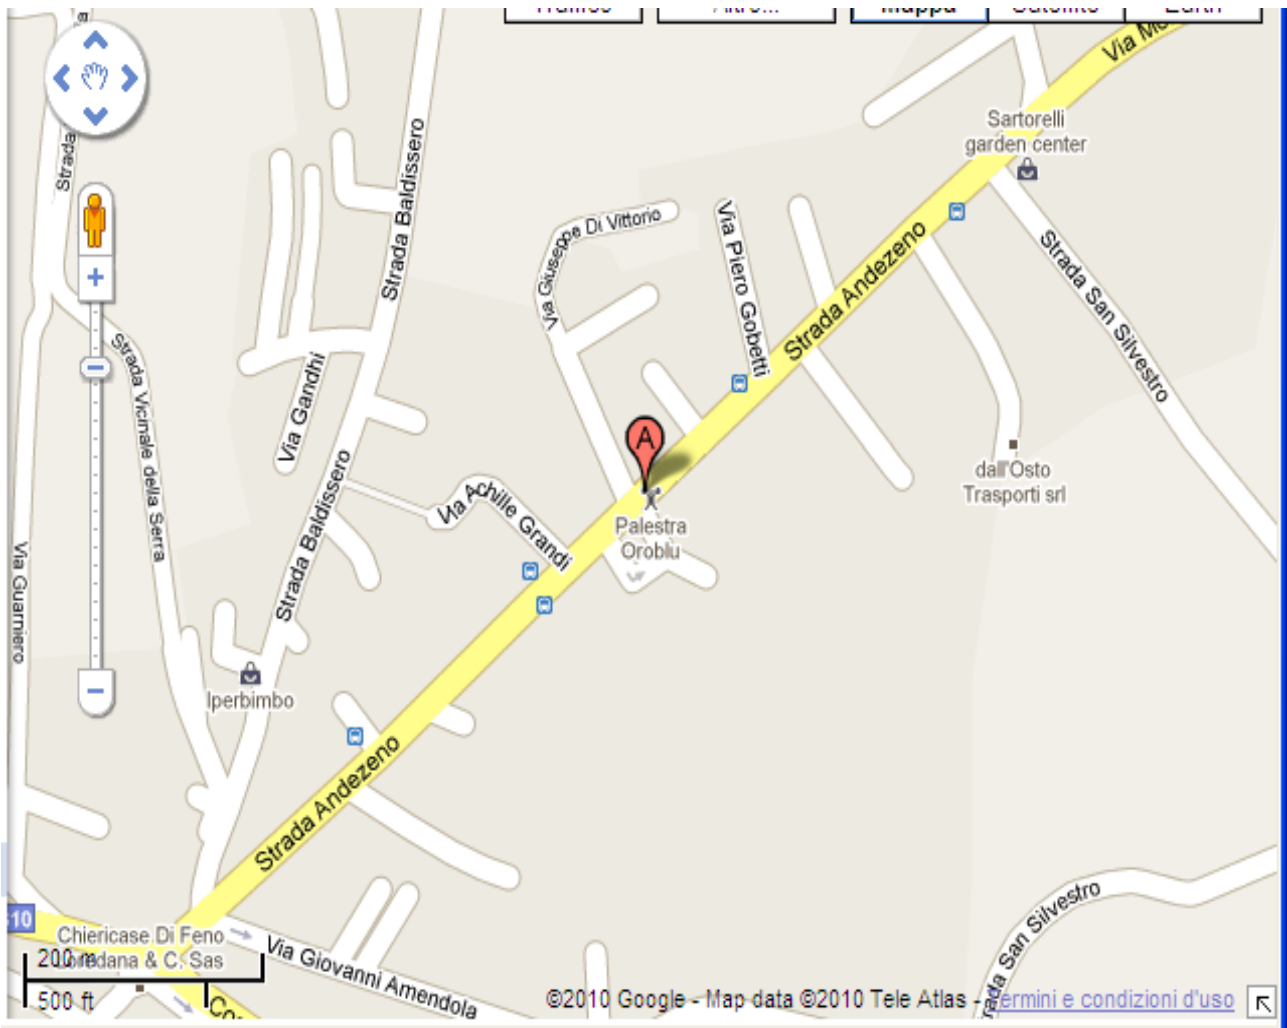 Mappa
Via
Sartorelli
garden center
Strada
Strada Baldissero
Via Giuseppe Di Vittorio
Via Piero Gobetti
Strada Andezeno
Strada San Silvestro
Strada Vicinale della Serra
Via Gandhi
A
dall'Osto
Trasporti srl
Strada Baldissero
Via Achille Grandi
Palestra
Oroblu
Via Guarniero
Iperbimbo
Strada Andezeno
10
Chiericase Di Feno
Loredana & C. Sas
200 m
500 ft
Via Giovanni Amendola
Strada San Silvestro
©2010 Google - Map data ©2010 Tele Atlas - Termini e condizioni d'uso